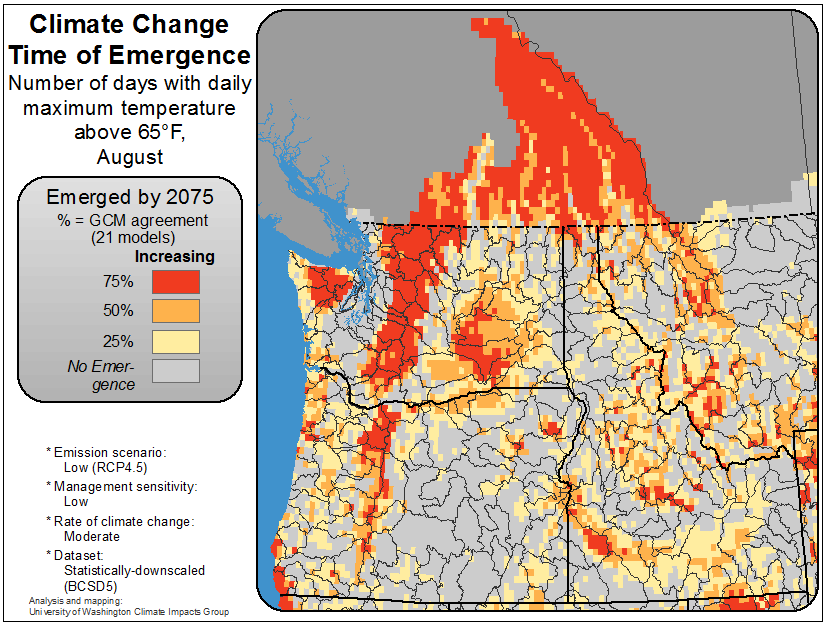 Climate Change
Time of Emergence
Number of days with daily
maximum temperature
above 65°F,
August
Emerged by 2075
% = GCM agreement
(21 models)
Increasing
75%
50%
25%
No Emer-
gence
* Emission scenario:
Low (RCP4.5)
* Management sensitivity:
Low
* Rate of climate change:
Moderate
* Dataset:
Statistically-downscaled
(BCSD5)
Analysis and mapping:
University of Washington Climate Impacts Group